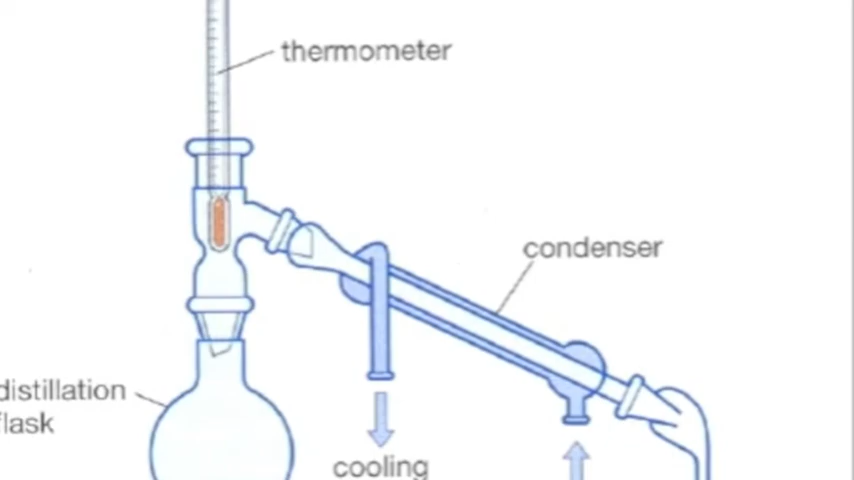 thermometer
condenser
distillation
flask
cooling